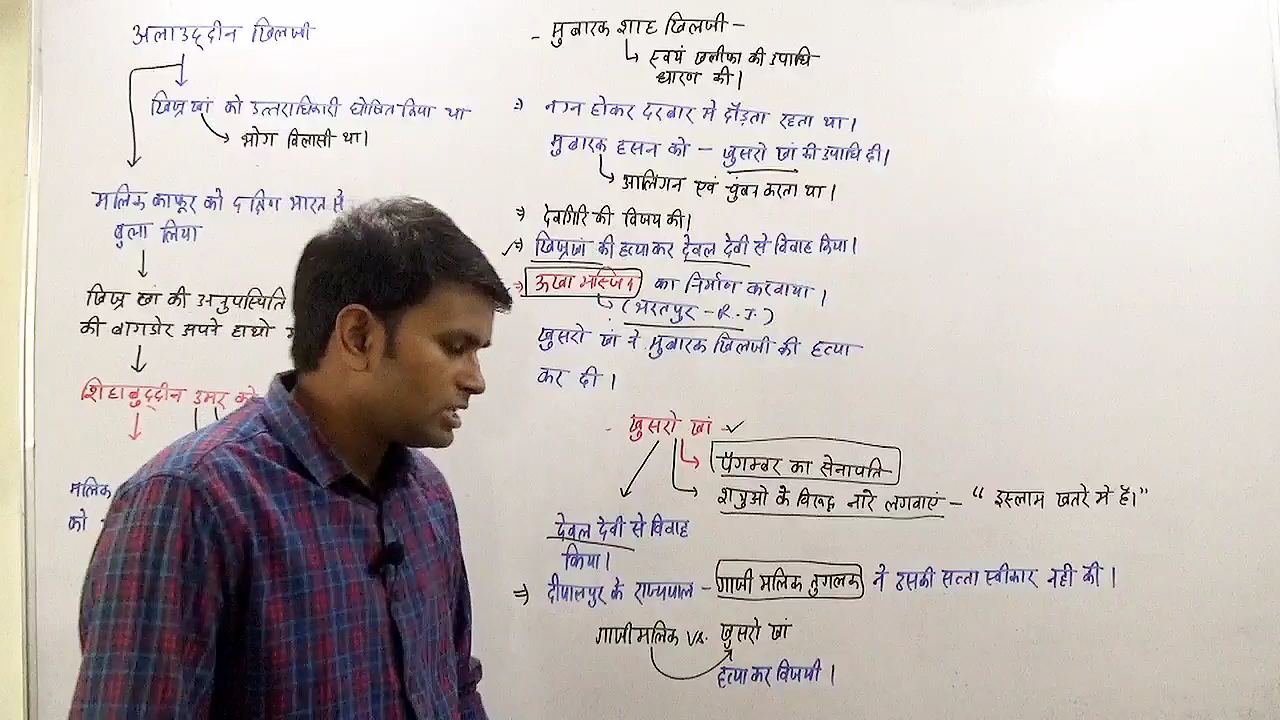 अलाउद्दीन खिलजी
खिज्र खां को उत्तराधिकारी घोषित किया था
भोग विलासी था।
मलिक काफूर को दक्षिण भारत से
बुला लिया
खिज्र खां की अनुपस्थिति
की बागडोर अपने हाथो
शिहाबुद्दीन उमर को
मलिक
को
- मुबारक शाह खिलजी -
स्वयं खलीफा की उपाधि
धारण की।
⇒ नग्न होकर दरबार मे दौड़ता रहता था।
मुबारक हसन को - खुसरो खां की उपाधि दी।
आलिंगन एवं चुंबन करता था।
⇒ देवगिरि की विजय की।
⇒ खिज्रखां की हत्या कर देवल देवी से विवाह किया।
⇒ ऊखा मस्जिद का निर्माण करवाया।
(भरतपुर - R.J.)
खुसरो खां ने मुबारक खिलजी की हत्या
कर दी।
- खुसरो खां -
पैगम्बर का सेनापति
शत्रुओ के विरूद्ध नारे लगवाएं - “इस्लाम खतरे मे है।”
देवल देवी से विवाह
किया।
⇒ दीपालपुर के राज्यपाल - गाजी मलिक तुगलक ने उसकी सत्ता स्वीकार नही की।
गाजी मलिक VS. खुसरो खां
हत्या कर विजयी।